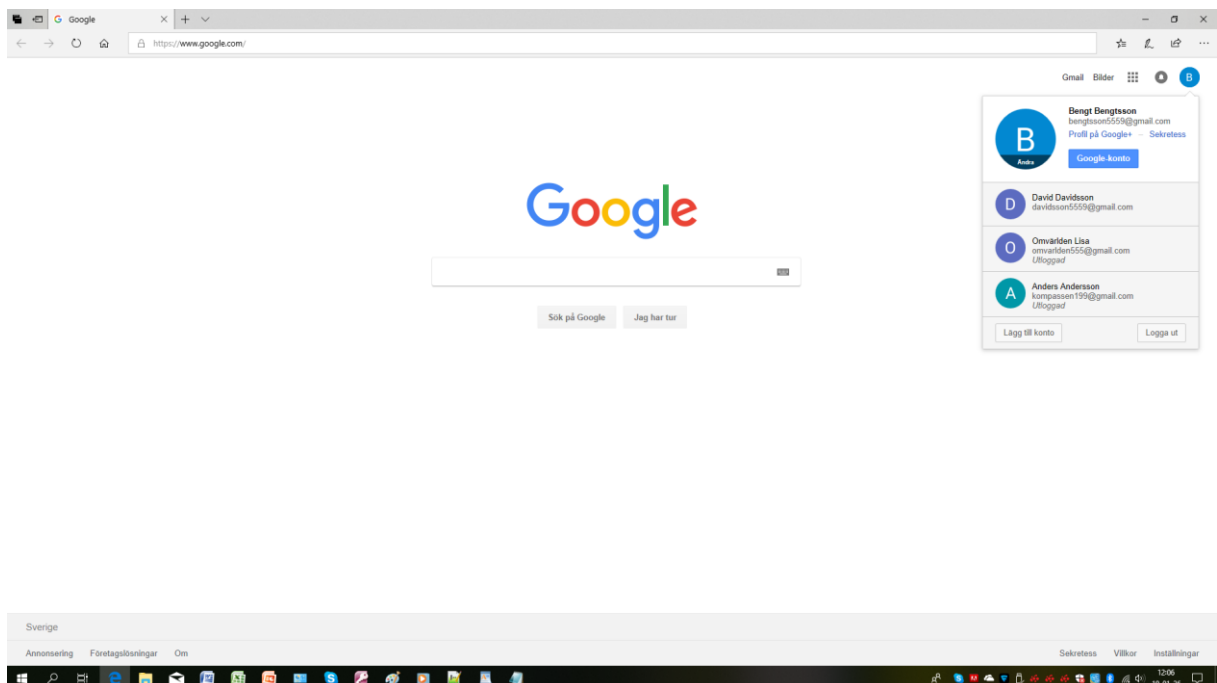 Google
https://www.google.com/
Gmail Bilder B
Bengt Bengtsson
bengtsson5559@gmail.com
Profil på Google+ – Sekretess
B
Ändra
Google-konto
D
David Davidsson
davidsson5559@gmail.com
O
Omvärlden Lisa
omvarlden555@gmail.com
Utloggad
A
Anders Andersson
kompassen199@gmail.com
Utloggad
Lägg till konto Logga ut
Google
Sök på Google Jag har tur
Sverige
Annonsering Företagslösningar Om Sekretess Villkor Inställningar
12:06